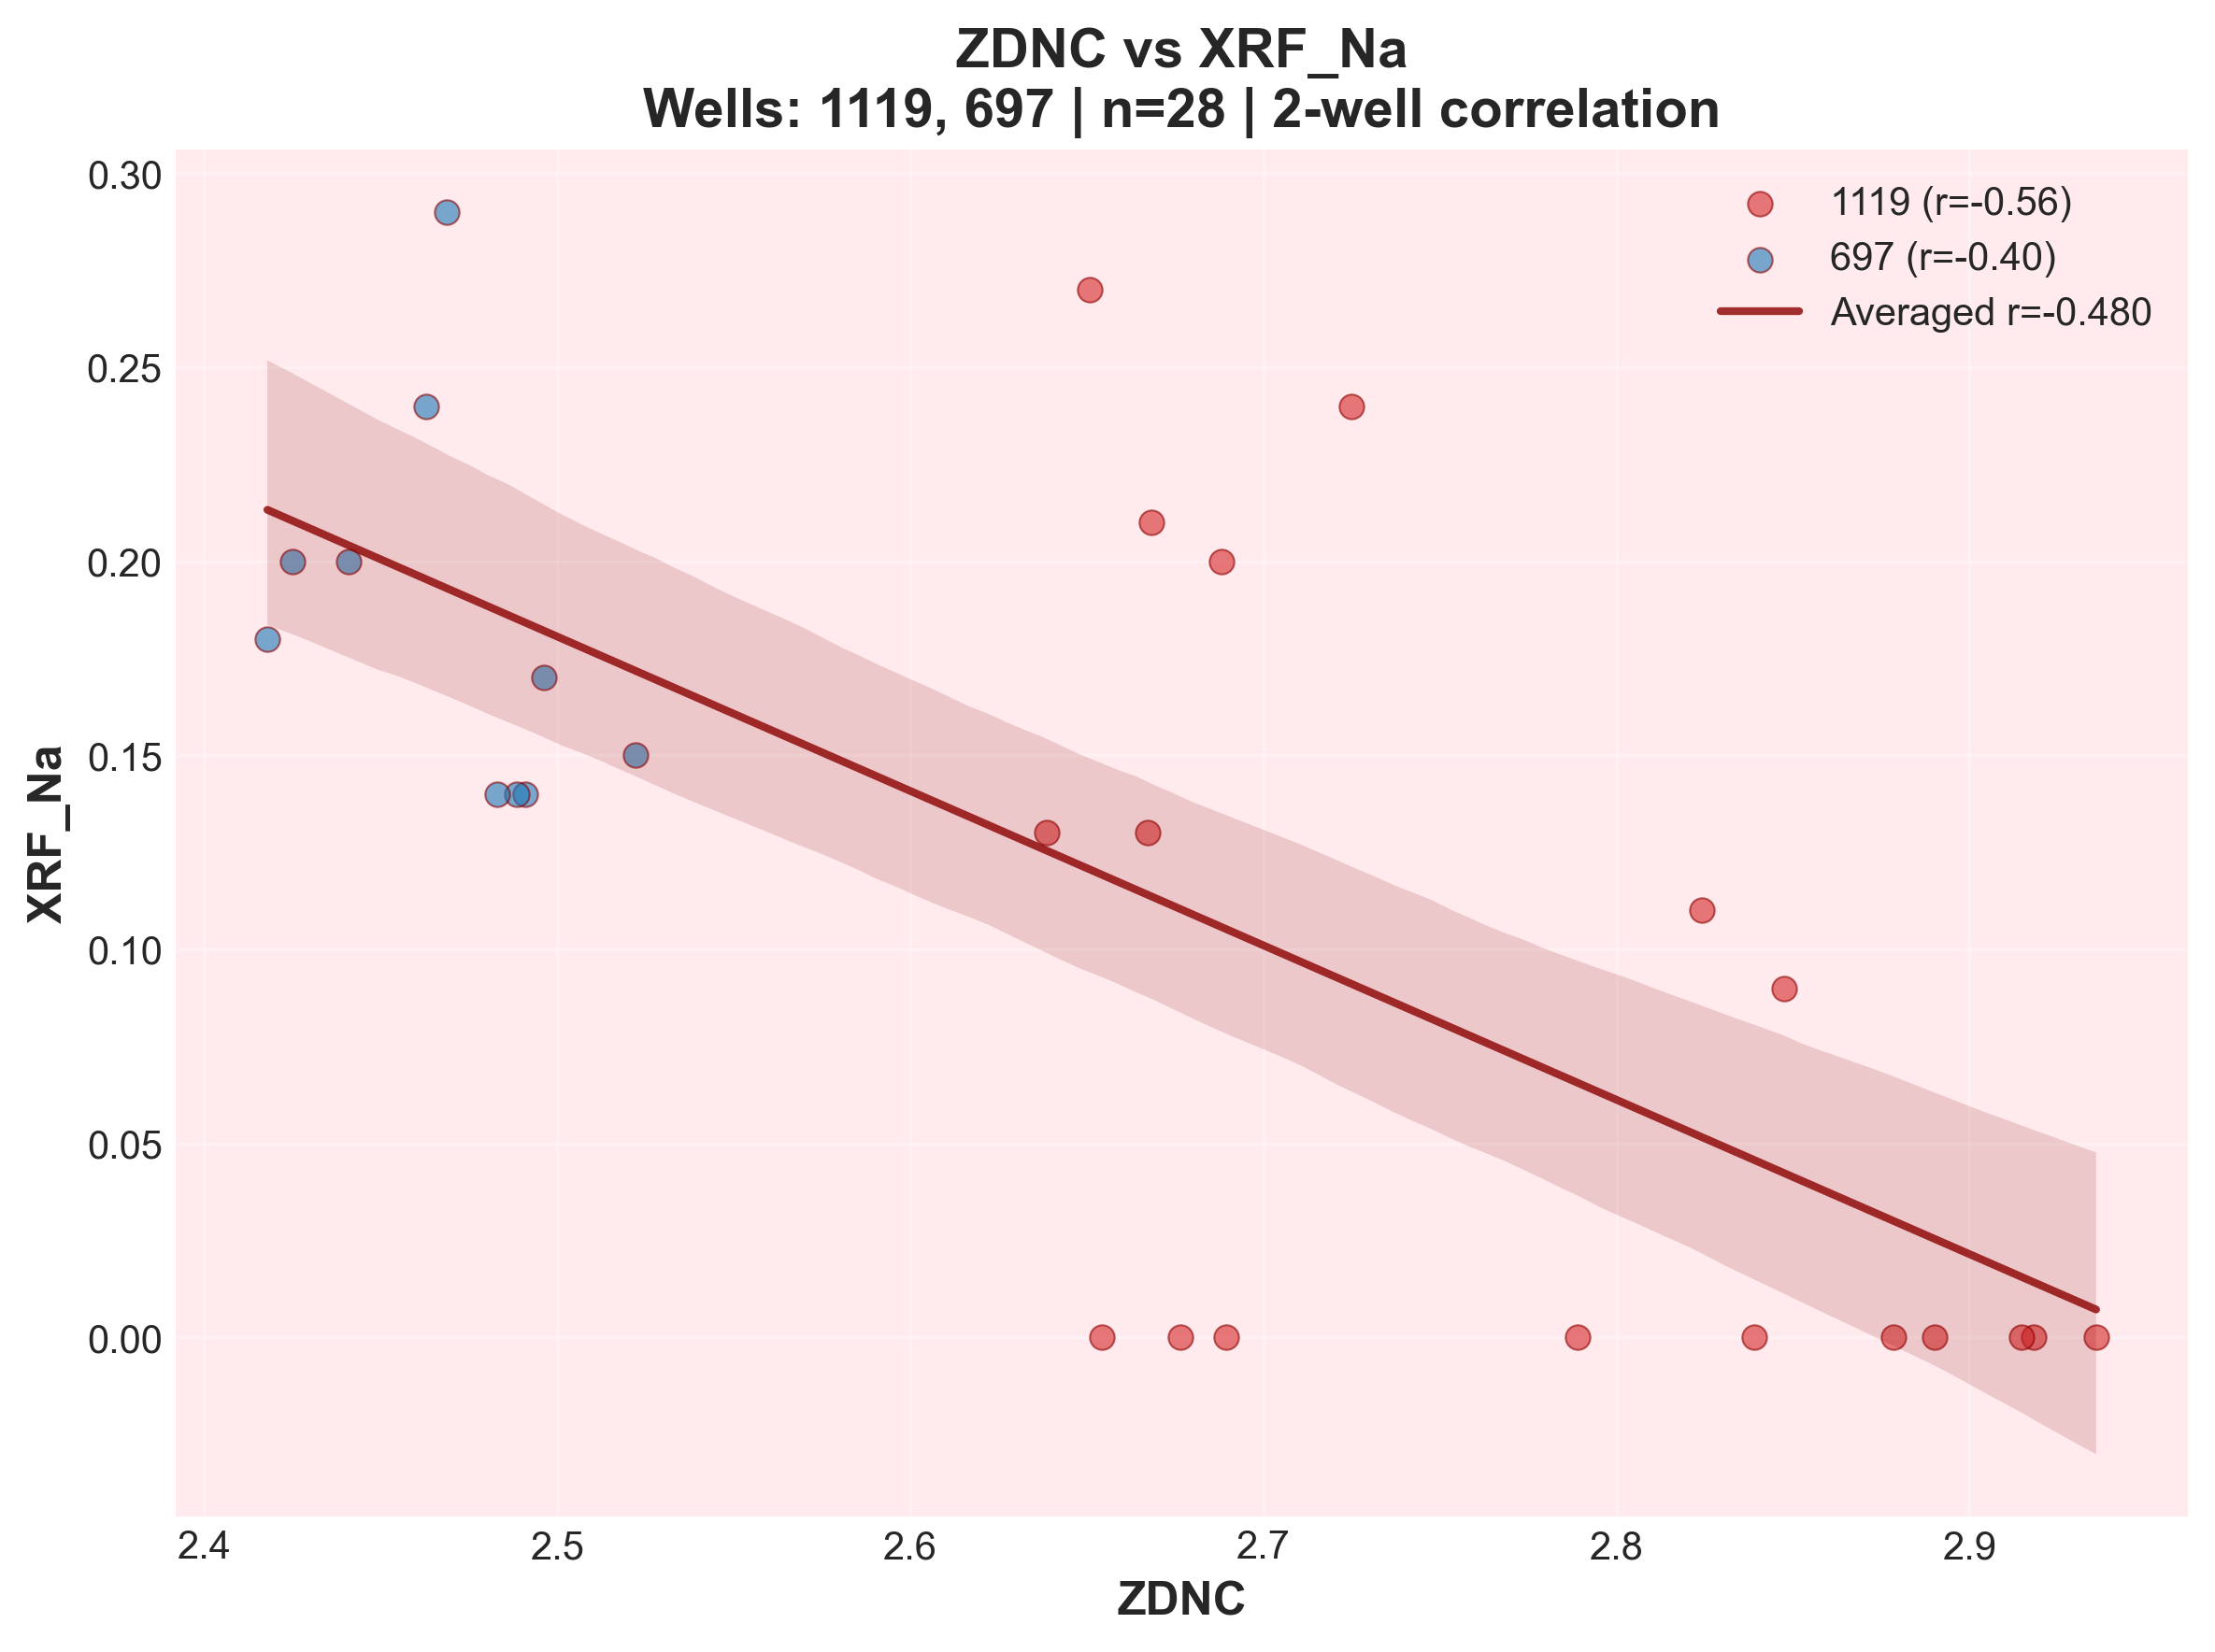 ZDNC vs XRF_Na
Wells: 1119, 697 | n=28 | 2-well correlation
1119 (r=-0.56)
697 (r=-0.40)
Averaged r=-0.480
XRF_Na
0.30
0.25
0.20
0.15
0.10
0.05
0.00
2.4 2.5 2.6 2.7 2.8 2.9
ZDNC